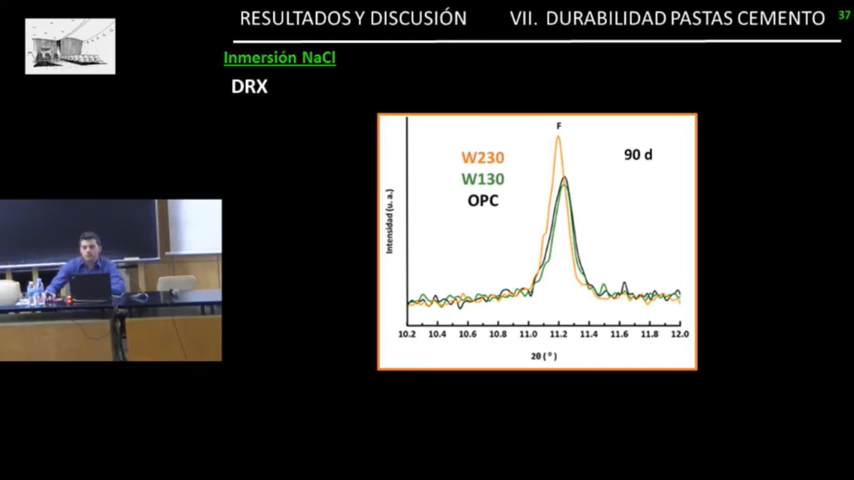 RESULTADOS Y DISCUSIÓN VII. DURABILIDAD PASTAS CEMENTO 37
Inmersión NaCl
DRX
F
W230
W130
OPC
90 d
Intensidad (u. a.)
10.2 10.4 10.6 10.8 11.0 11.2 11.4 11.6 11.8 12.0
2θ ( º )